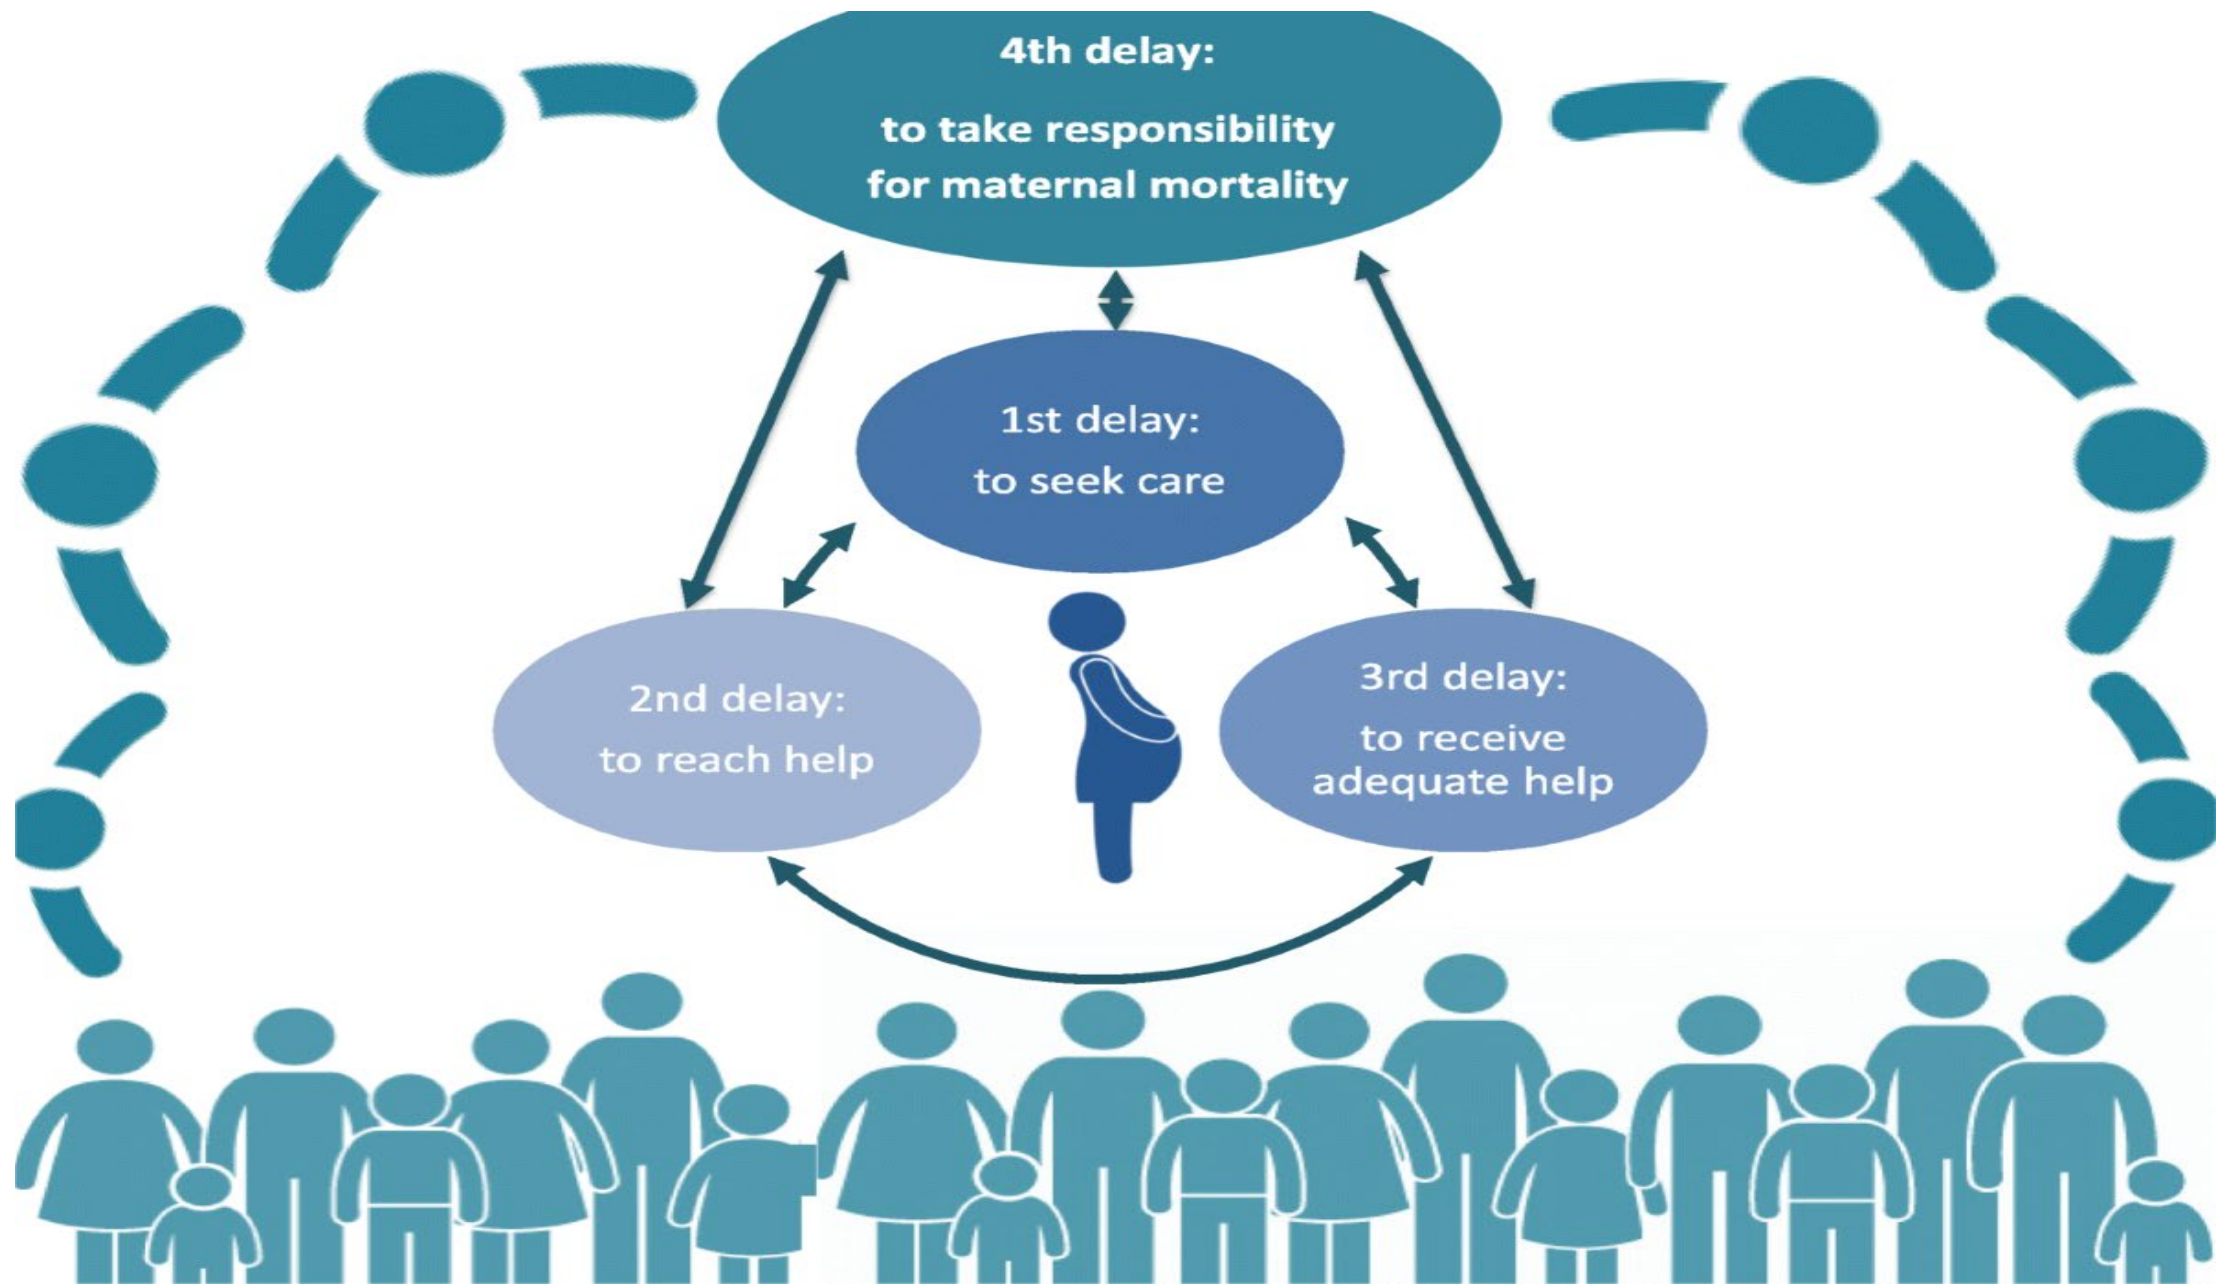 4th delay:
to take responsibility
for maternal mortality
1st delay:
to seek care
2nd delay:
to reach help
3rd delay:
to receive
adequate help